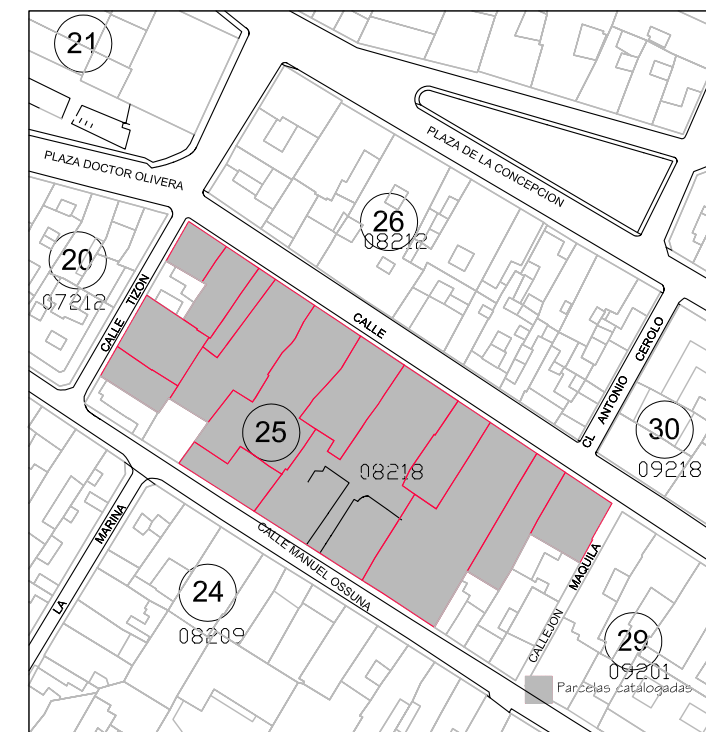 21
PLAZA DOCTOR OLIVERA
PLAZA DE LA CONCEPCION
26
08212
20
07212
CALLE TIZON
CALLE
CL ANTONIO CEROLO
25
08218
30
09218
LA MARINA
CALLE MANUEL OSSUNA
CALLEJON MAQUILA
24
08209
29
09201
Parcelas catalogadas